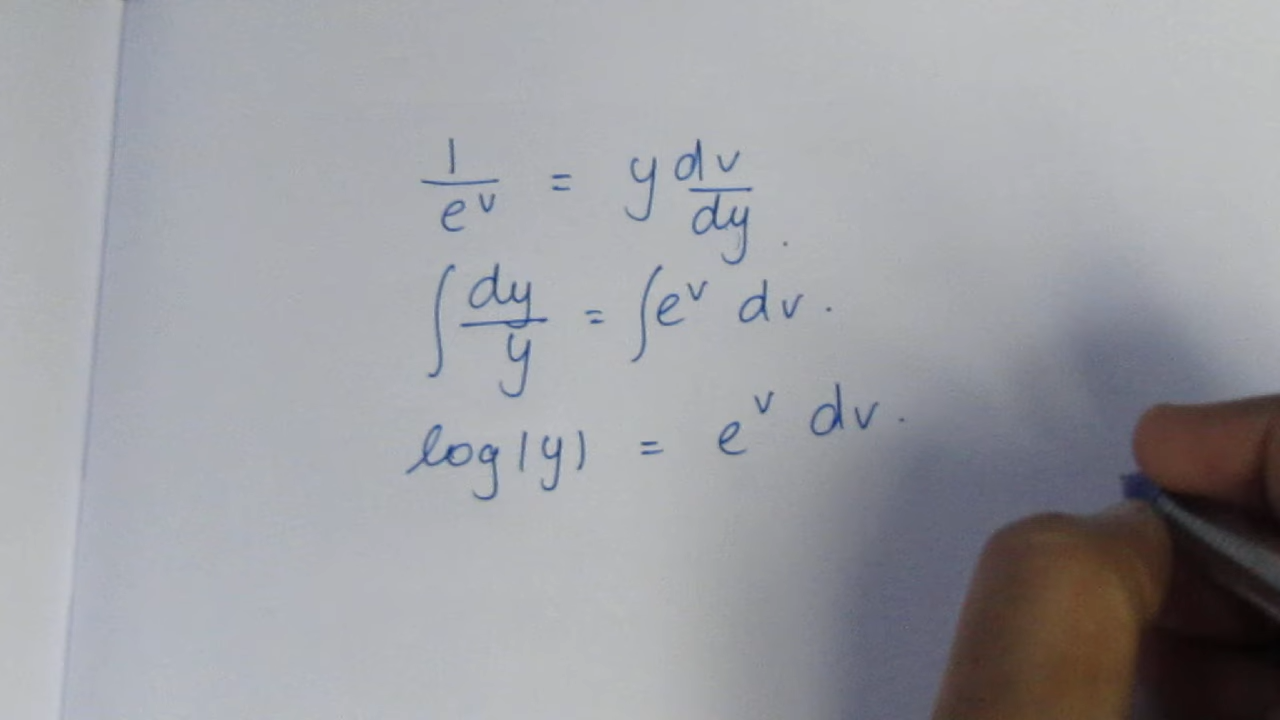 1/e^v = y dv/dy.
∫ dy/y = ∫ e^v dv.
log|y| = e^v dv.